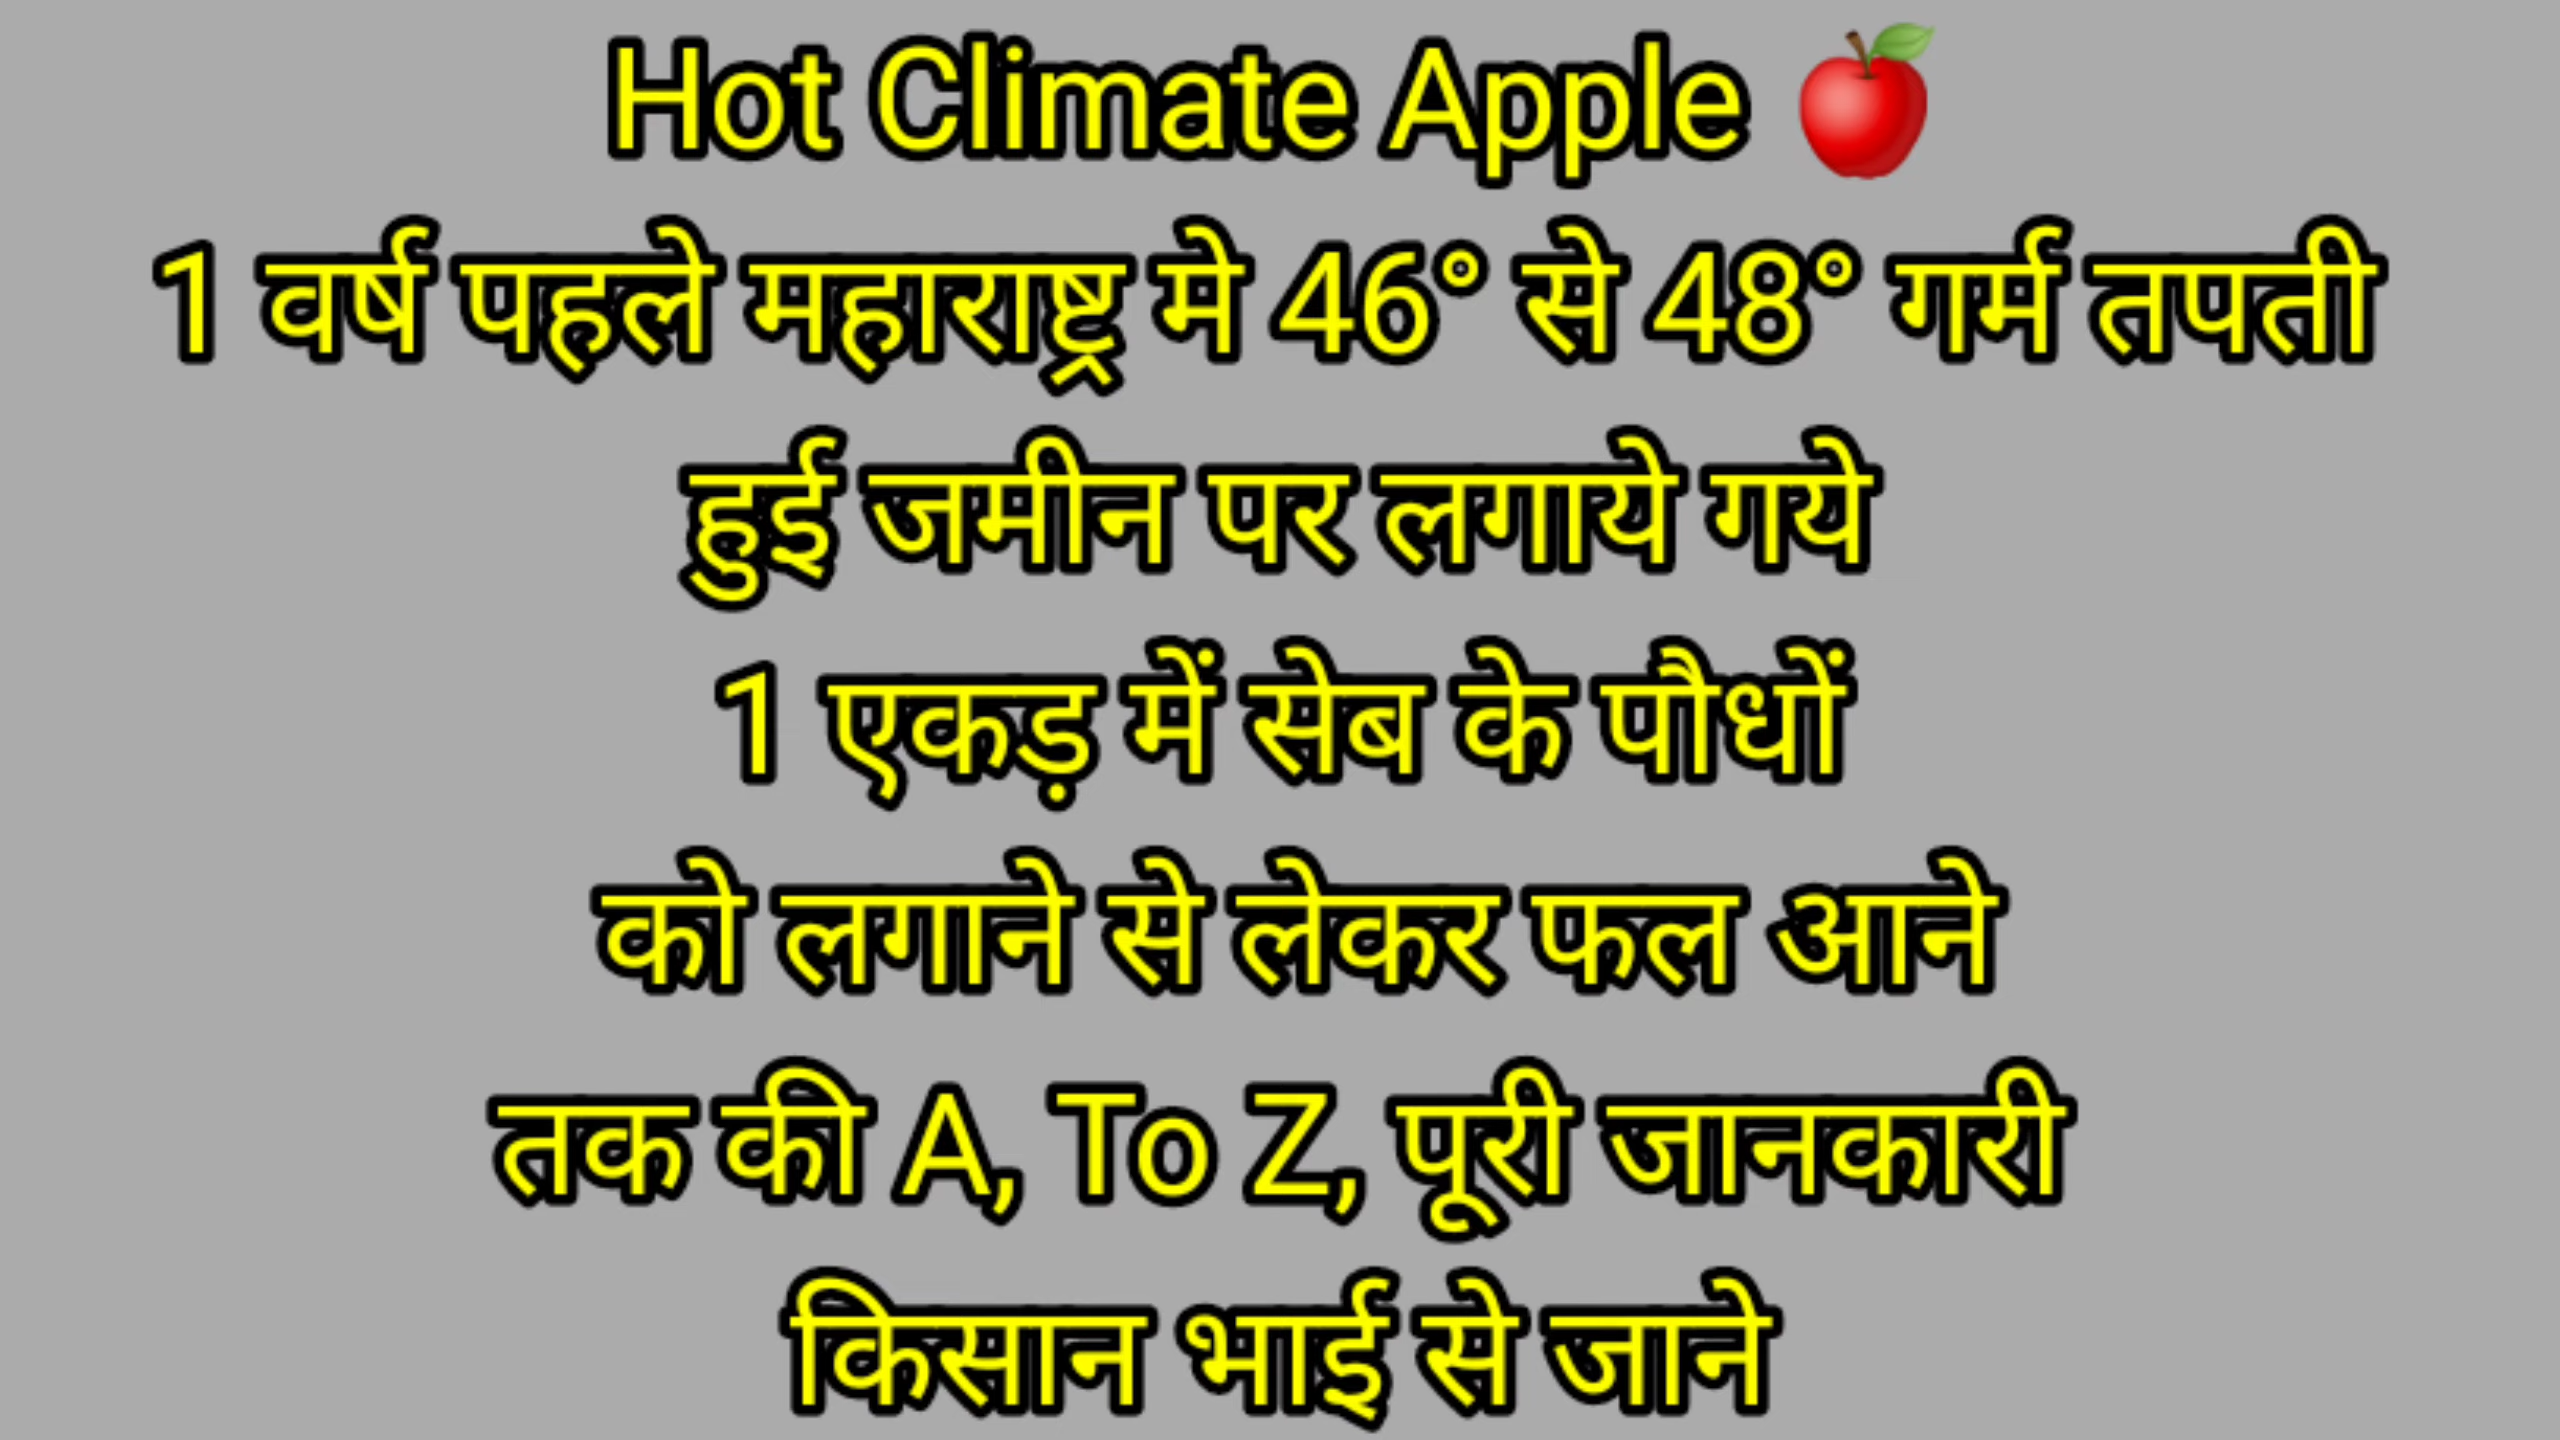 Hot Climate Apple 🍎
1 वर्ष पहले महाराष्ट्र मे 46° से 48° गर्म तपती
हुई जमीन पर लगाये गये
1 एकड़ में सेब के पौधों
को लगाने से लेकर फल आने
तक की A, To Z, पूरी जानकारी
किसान भाई से जाने